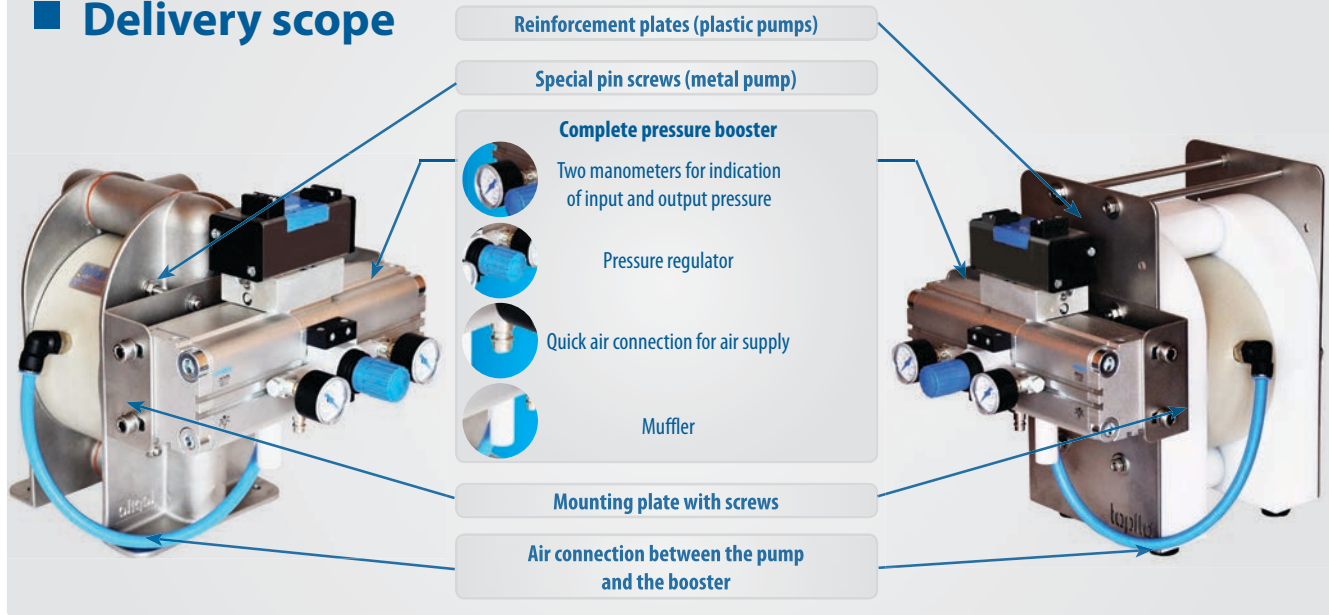 Delivery scope
Reinforcement plates (plastic pumps)
Special pin screws (metal pump)
Complete pressure booster
Two manometers for indication
of input and output pressure
Pressure regulator
Quick air connection for air supply
Muffler
Mounting plate with screws
Air connection between the pump
and the booster